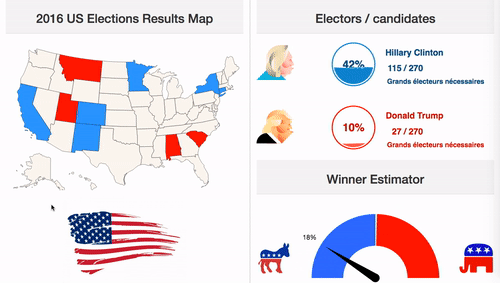 2016 US Elections Results Map
Electors / candidates
42%
Hillary Clinton
115 / 270
Grands électeurs nécessaires
10%
Donald Trump
27 / 270
Grands électeurs nécessaires
Winner Estimator
18%